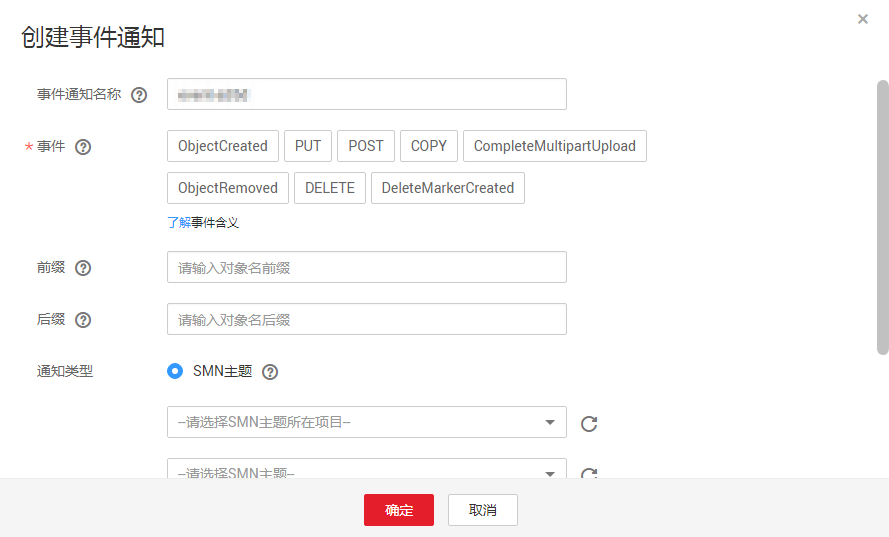 创建事件通知
事件通知名称
* 事件
ObjectCreated PUT POST COPY CompleteMultipartUpload
ObjectRemoved DELETE DeleteMarkerCreated
了解事件含义
前缀 请输入对象名前缀
后缀 请输入对象名后缀
通知类型 SMN主题
--请选择SMN主题所在项目--
--请选择SMN主题--
确定 取消